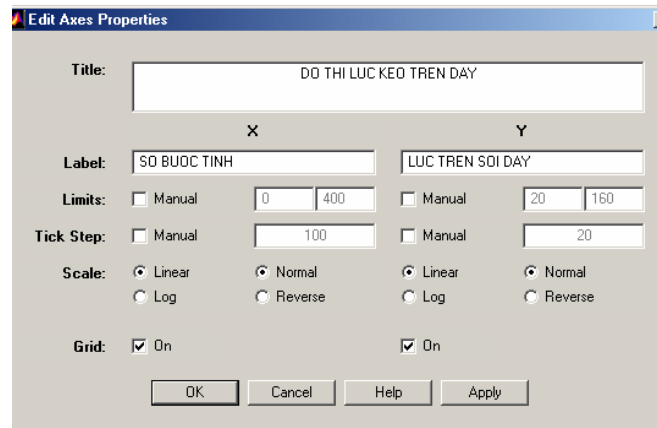 Edit Axes Properties
Title: DO THI LUC KEO TREN DAY
X Y
Label: SO BUOC TINH LUC TREN SOI DAY
Limits: Manual 0 400 Manual 20 160
Tick Step: Manual 100 Manual 20
Scale: Linear Normal Linear Normal
Log Reverse Log Reverse
Grid: On On
OK Cancel Help Apply